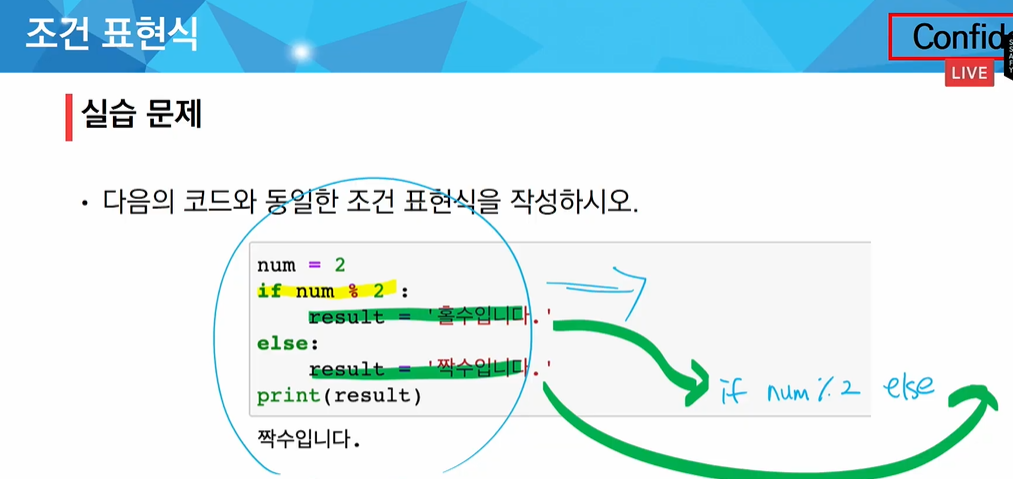 조건 표현식
Confid
LIVE
SSAFY
실습 문제
• 다음의 코드와 동일한 조건 표현식을 작성하시오.
num = 2
if num % 2 :
    result = '홀수입니다.'
else:
    result = '짝수입니다.'
print(result)
짝수입니다.
if num % 2 else